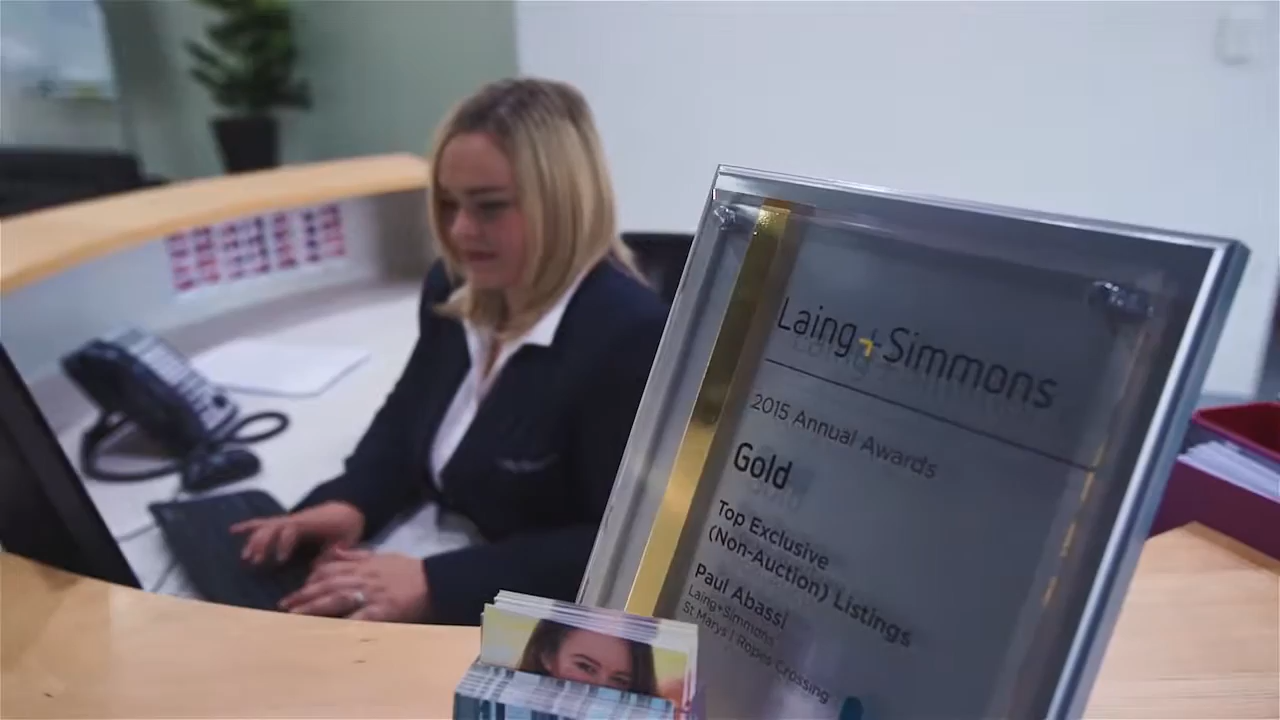 Laing+Simmons
2015 Annual Awards
Gold
Top Exclusive
(Non-Auction) Listings
Paul Abassi
Laing+Simmons
St Marys | Ropes Crossing